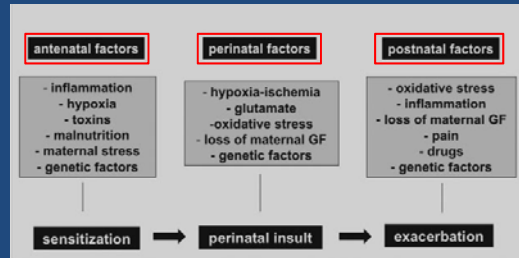 antenatal factors
- inflammation
- hypoxia
- toxins
- malnutrition
- maternal stress
- genetic factors
sensitization
perinatal factors
- hypoxia-ischemia
- glutamate
-oxidative stress
- loss of maternal GF
- genetic factors
perinatal insult
postnatal factors
- oxidative stress
- inflammation
- loss of maternal GF
- pain
- drugs
- genetic factors
exacerbation